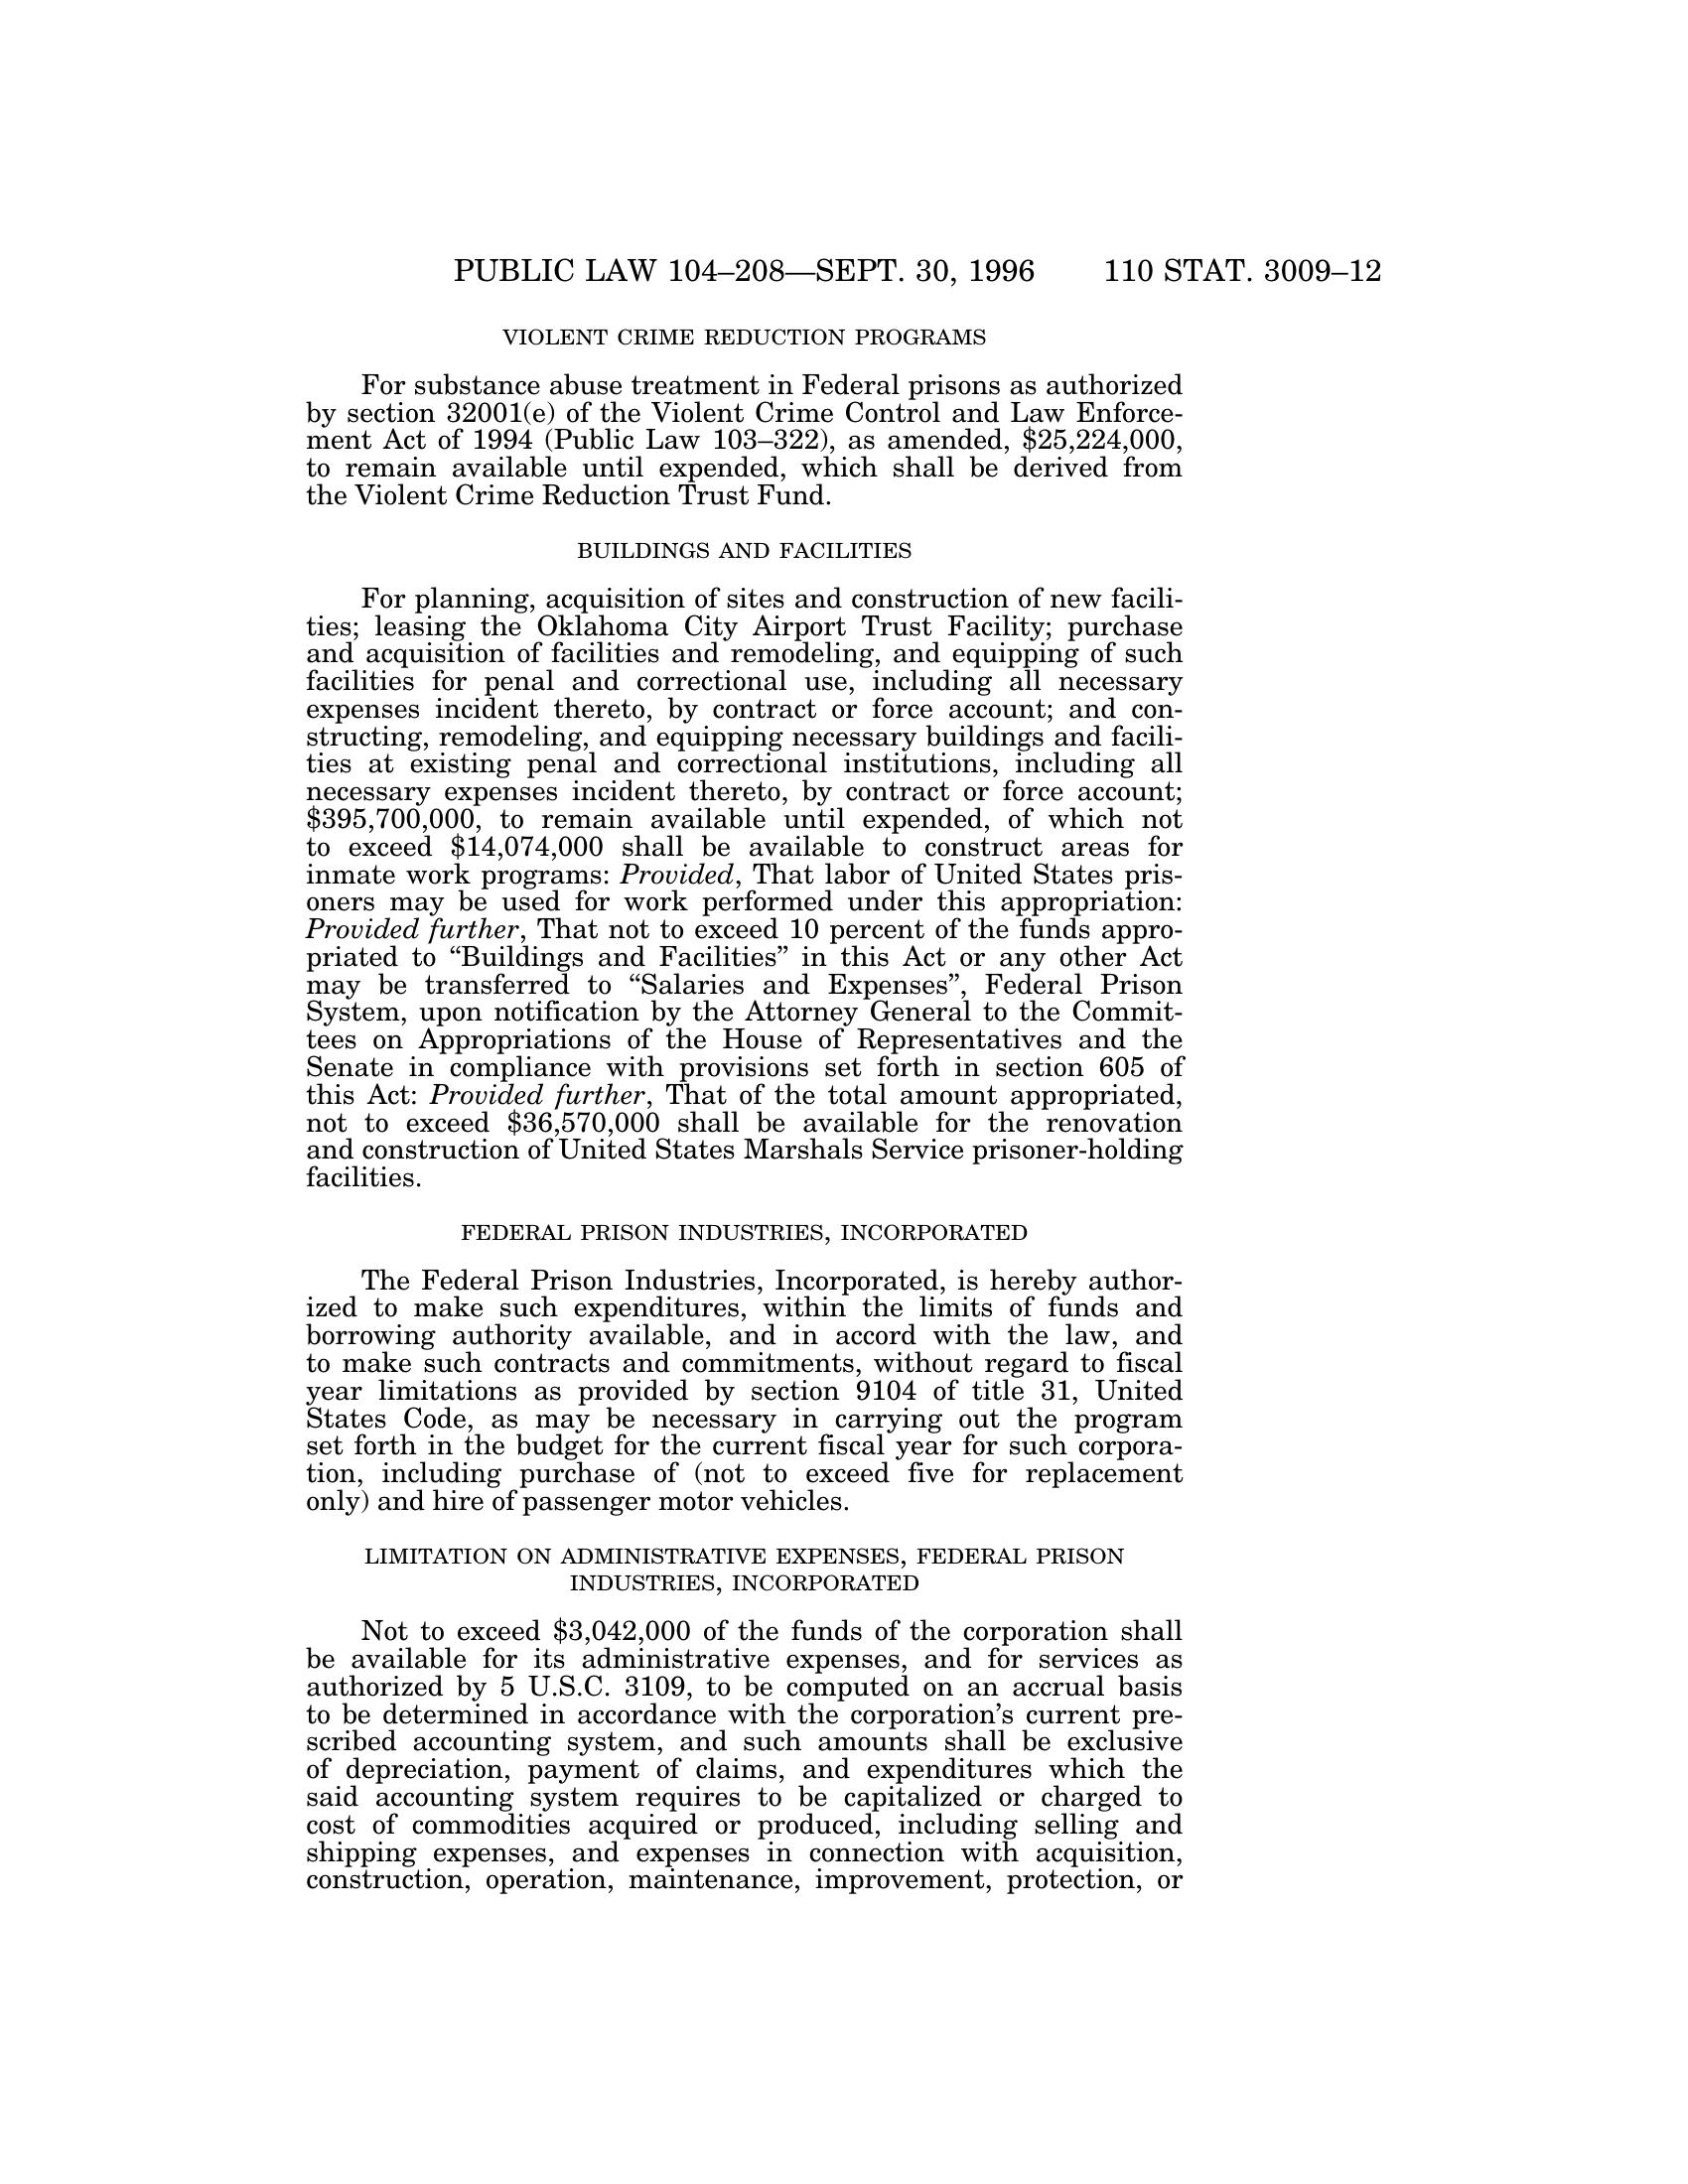 PUBLIC LAW 104–208—SEPT. 30, 1996 110 STAT. 3009–12
VIOLENT CRIME REDUCTION PROGRAMS
For substance abuse treatment in Federal prisons as authorized
by section 32001(e) of the Violent Crime Control and Law Enforce-
ment Act of 1994 (Public Law 103–322), as amended, $25,224,000,
to remain available until expended, which shall be derived from
the Violent Crime Reduction Trust Fund.
BUILDINGS AND FACILITIES
For planning, acquisition of sites and construction of new facili-
ties; leasing the Oklahoma City Airport Trust Facility; purchase
and acquisition of facilities and remodeling, and equipping of such
facilities for penal and correctional use, including all necessary
expenses incident thereto, by contract or force account; and con-
structing, remodeling, and equipping necessary buildings and facili-
ties at existing penal and correctional institutions, including all
necessary expenses incident thereto, by contract or force account;
$395,700,000, to remain available until expended, of which not
to exceed $14,074,000 shall be available to construct areas for
inmate work programs: Provided, That labor of United States pris-
oners may be used for work performed under this appropriation:
Provided further, That not to exceed 10 percent of the funds appro-
priated to “Buildings and Facilities” in this Act or any other Act
may be transferred to “Salaries and Expenses”, Federal Prison
System, upon notification by the Attorney General to the Commit-
tees on Appropriations of the House of Representatives and the
Senate in compliance with provisions set forth in section 605 of
this Act: Provided further, That of the total amount appropriated,
not to exceed $36,570,000 shall be available for the renovation
and construction of United States Marshals Service prisoner-holding
facilities.
FEDERAL PRISON INDUSTRIES, INCORPORATED
The Federal Prison Industries, Incorporated, is hereby author-
ized to make such expenditures, within the limits of funds and
borrowing authority available, and in accord with the law, and
to make such contracts and commitments, without regard to fiscal
year limitations as provided by section 9104 of title 31, United
States Code, as may be necessary in carrying out the program
set forth in the budget for the current fiscal year for such corpora-
tion, including purchase of (not to exceed five for replacement
only) and hire of passenger motor vehicles.
LIMITATION ON ADMINISTRATIVE EXPENSES, FEDERAL PRISON
INDUSTRIES, INCORPORATED
Not to exceed $3,042,000 of the funds of the corporation shall
be available for its administrative expenses, and for services as
authorized by 5 U.S.C. 3109, to be computed on an accrual basis
to be determined in accordance with the corporation’s current pre-
scribed accounting system, and such amounts shall be exclusive
of depreciation, payment of claims, and expenditures which the
said accounting system requires to be capitalized or charged to
cost of commodities acquired or produced, including selling and
shipping expenses, and expenses in connection with acquisition,
construction, operation, maintenance, improvement, protection, or